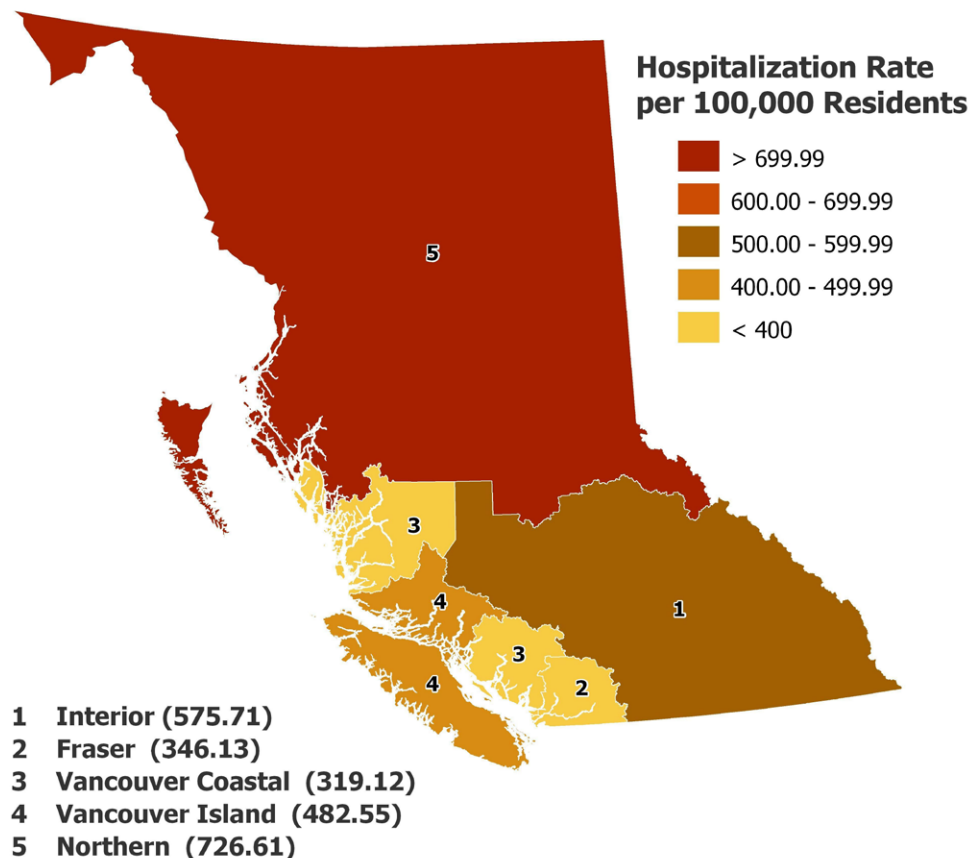 Hospitalization Rate
per 100,000 Residents
> 699.99
600.00 - 699.99
500.00 - 599.99
400.00 - 499.99
< 400
5
3
4
1
3
4
2
1 Interior (575.71)
2 Fraser (346.13)
3 Vancouver Coastal (319.12)
4 Vancouver Island (482.55)
5 Northern (726.61)